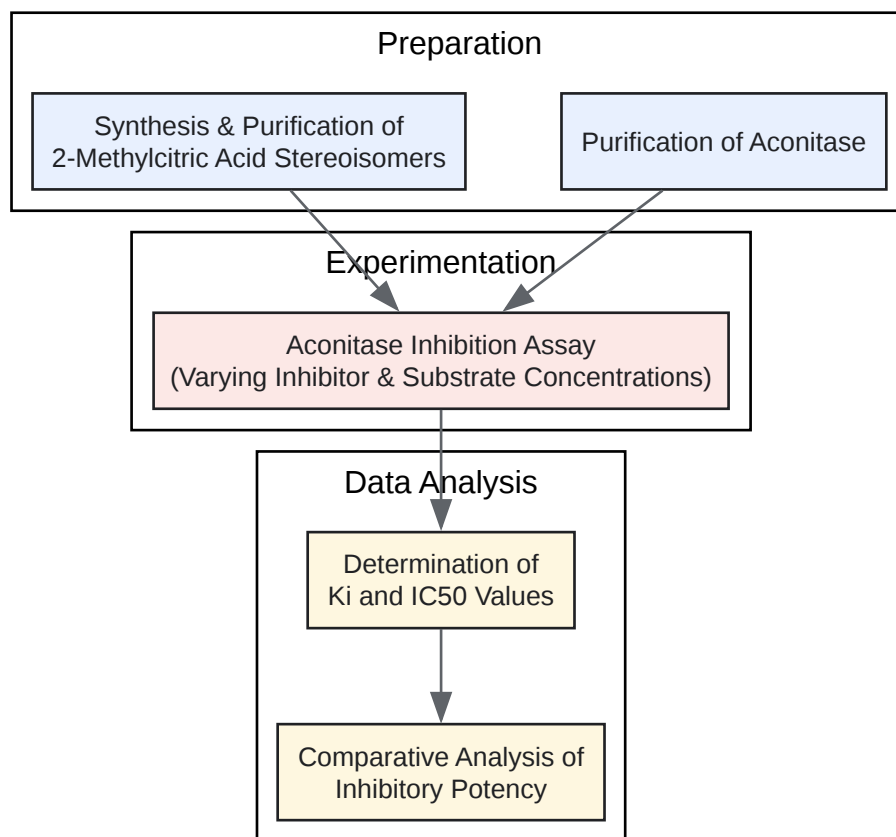 Preparation
Synthesis & Purification of
2-Methylcitric Acid Stereoisomers
Purification of Aconitase
Experimentation
Aconitase Inhibition Assay
(Varying Inhibitor & Substrate Concentrations)
Data Analysis
Determination of
Ki and IC50 Values
Comparative Analysis of
Inhibitory Potency